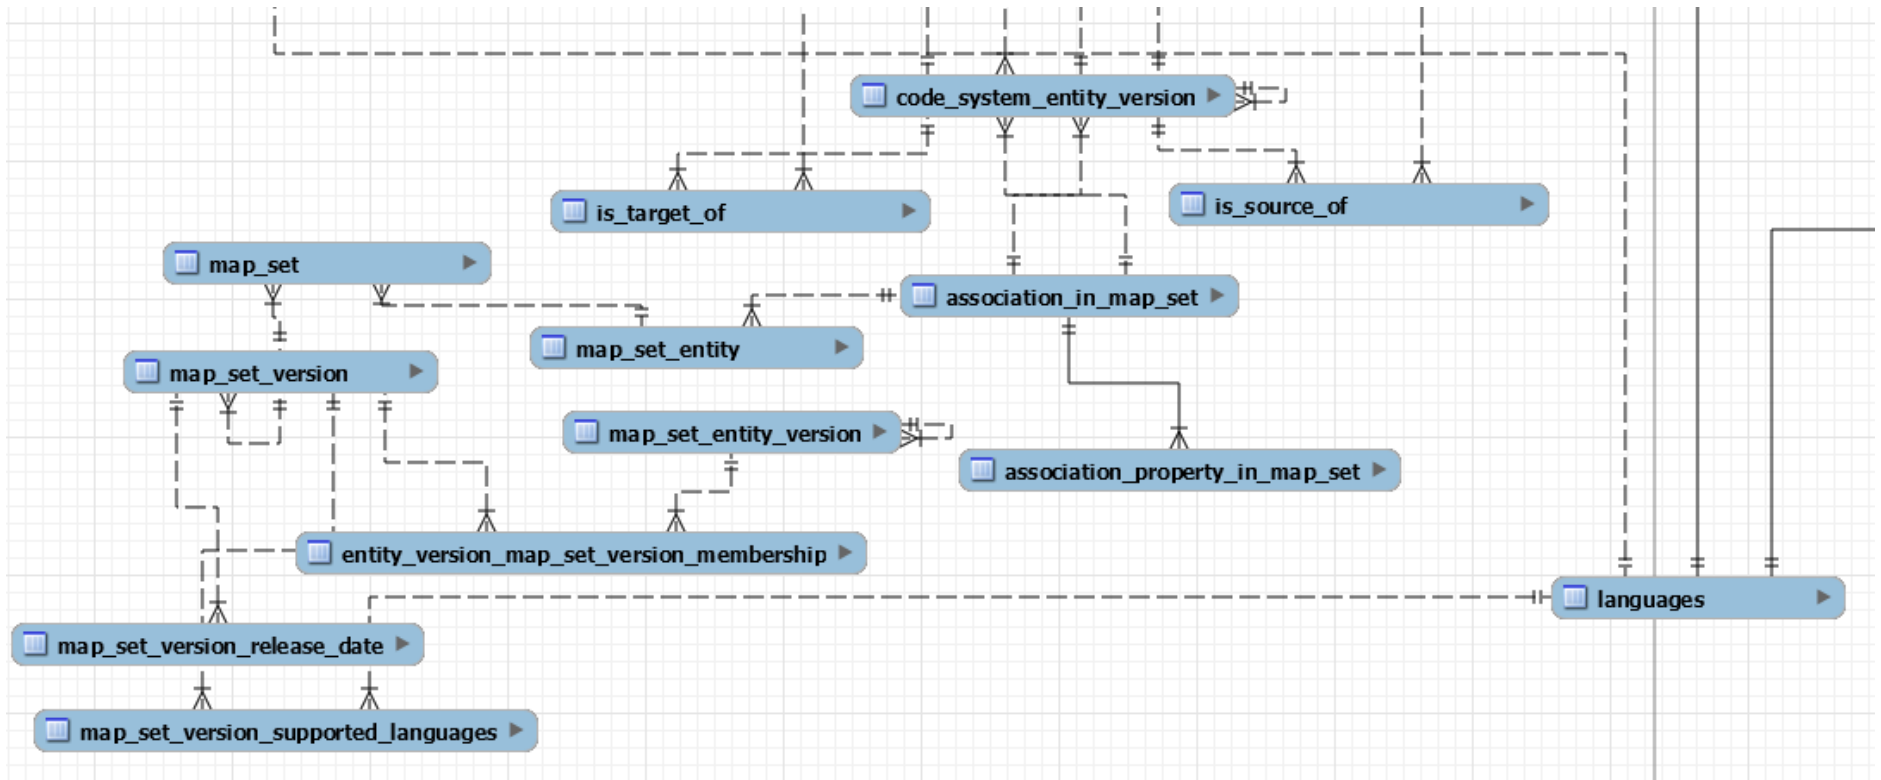 code_system_entity_version
is_target_of
is_source_of
map_set
association_in_map_set
map_set_entity
map_set_version
map_set_entity_version
association_property_in_map_set
entity_version_map_set_version_membership
languages
map_set_version_release_date
map_set_version_supported_languages